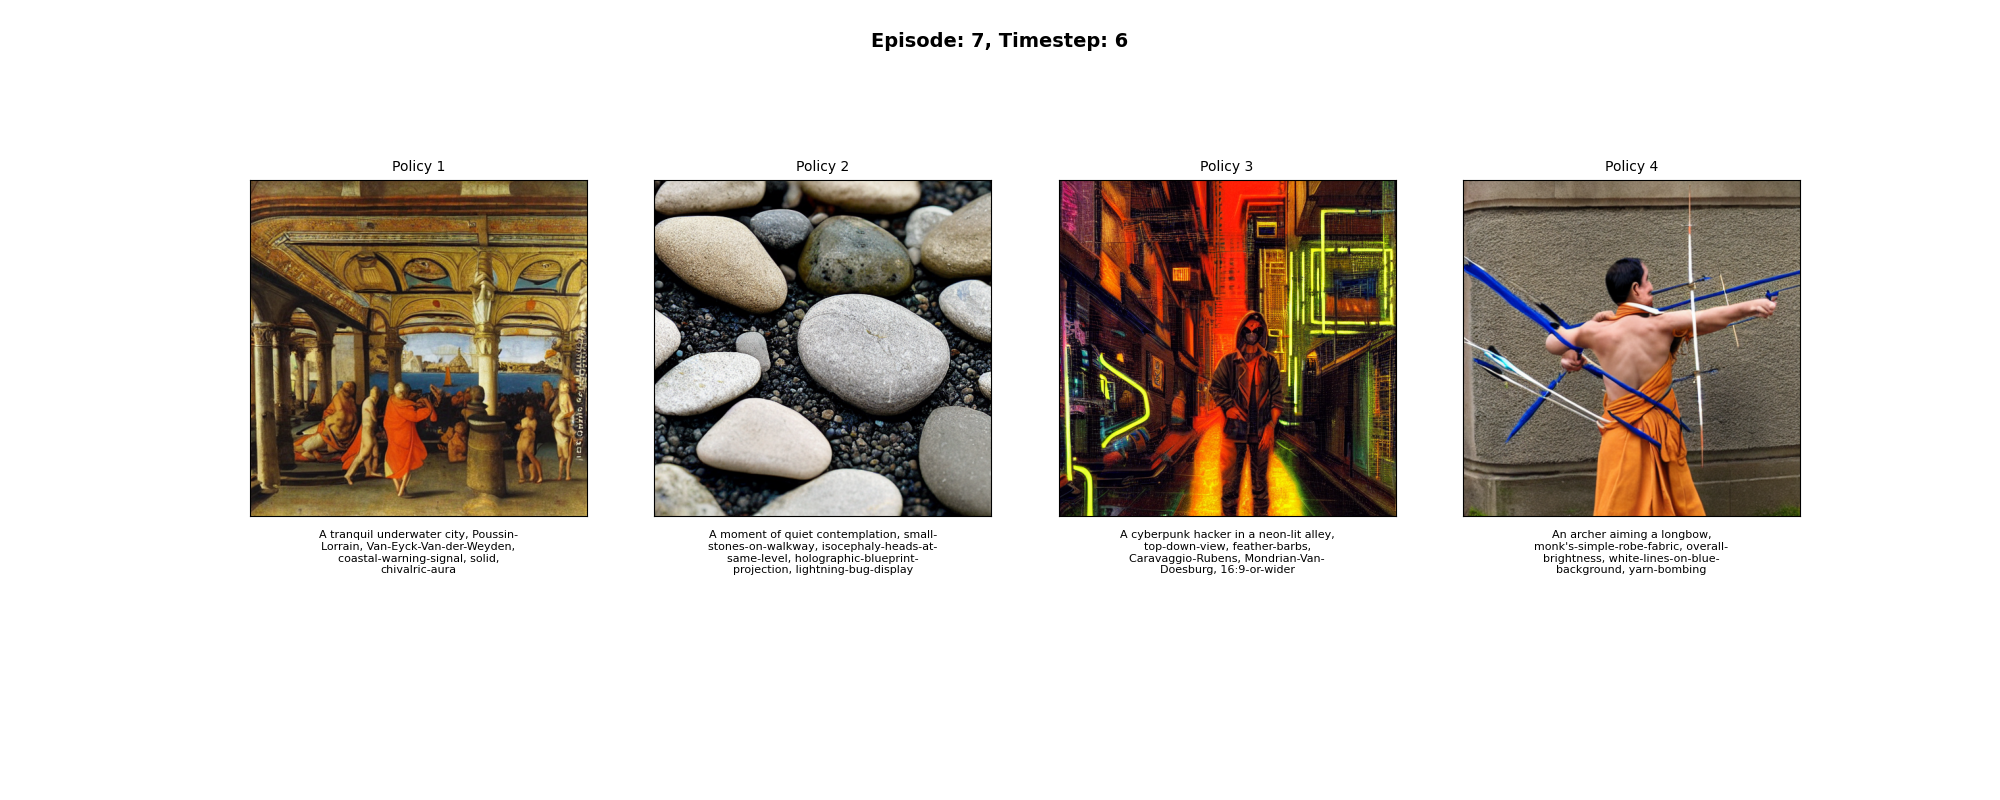 Episode: 7, Timestep: 6
Policy 1
Policy 2
Policy 3
Policy 4
A tranquil underwater city, Poussin-
Lorrain, Van-Eyck-Van-der-Weyden,
coastal-warning-signal, solid,
chivalric-aura
A moment of quiet contemplation, small-
stones-on-walkway, isocephaly-heads-at-
same-level, holographic-blueprint-
projection, lightning-bug-display
A cyberpunk hacker in a neon-lit alley,
top-down-view, feather-barbs,
Caravaggio-Rubens, Mondrian-Van-
Doesburg, 16:9-or-wider
An archer aiming a longbow,
monk's-simple-robe-fabric, overall-
brightness, white-lines-on-blue-
background, yarn-bombing